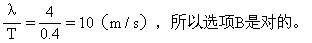 λ/T = 4/0.4 = 10（m / s），所以选项B是对的。